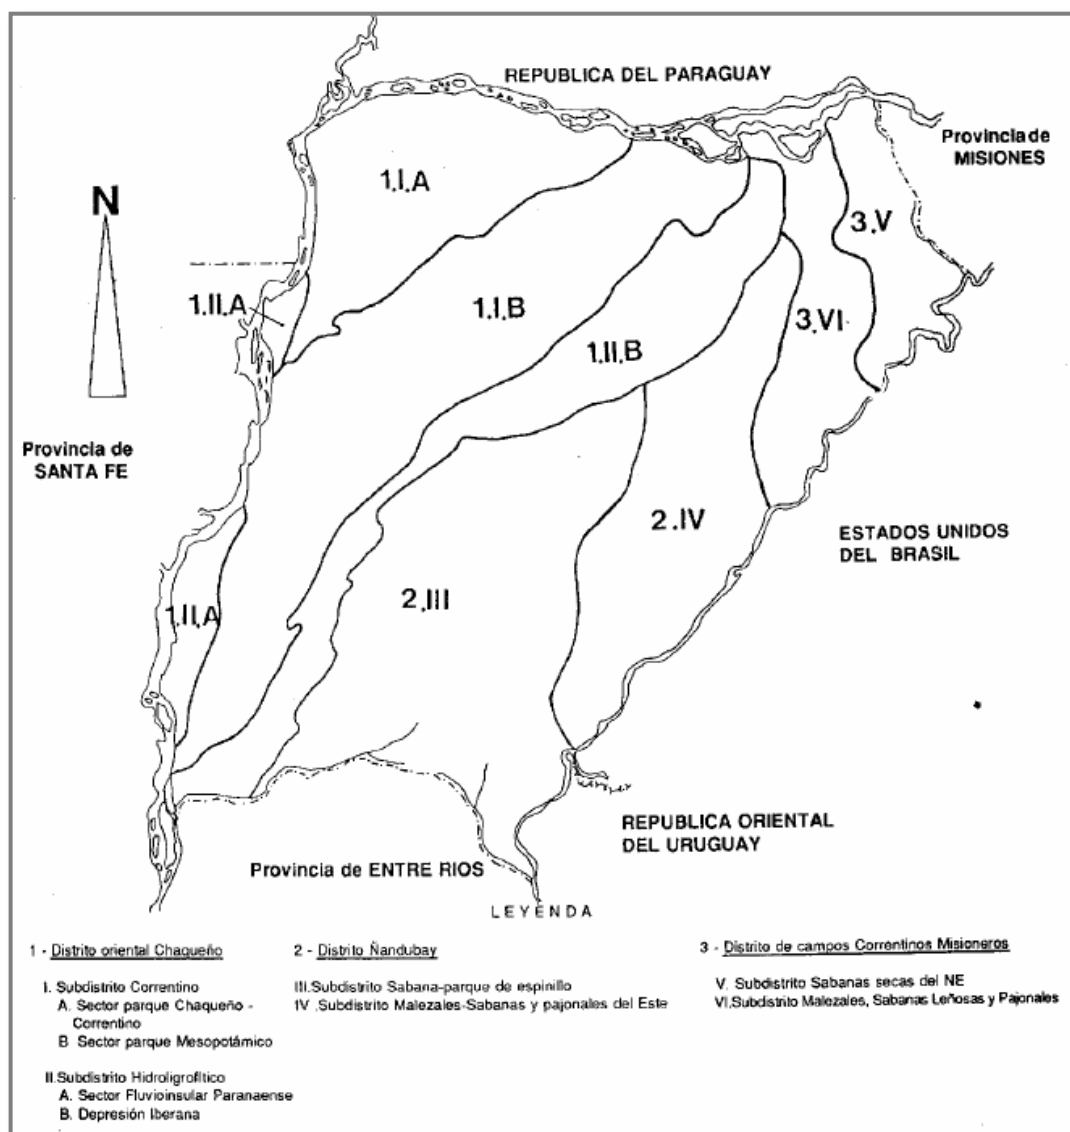 REPUBLICA DEL PARAGUAY
Provincia de
MISIONES
1.I.A
N
3.V
1.II.A
1.I.B
3.VI
1.II.B
Provincia de
SANTA FE
2.IV
ESTADOS UNIDOS
DEL BRASIL
2.III
1.II.A
REPUBLICA ORIENTAL
DEL URUGUAY
Provincia de ENTRE RIOS
LEYENDA
1 - Distrito oriental Chaqueño
I. Subdistrito Correntino
A. Sector parque Chaqueño -
Correntino
B Sector parque Mesopotámico
II.Subdistrito Hidroligrofítico
A. Sector Fluvioinsular Paranaense
B. Depresión Iberana
2 - Distrito Ñandubay
III.Subdistrito Sabana-parque de espinillo
IV .Subdistrito Malezales-Sabanas y pajonales del Este
3 - Distrito de campos Correntinos Misioneros
V. Subdistrito Sabanas secas del NE
VI.Subdistrito Malezales, Sabanas Leñosas y Pajonales